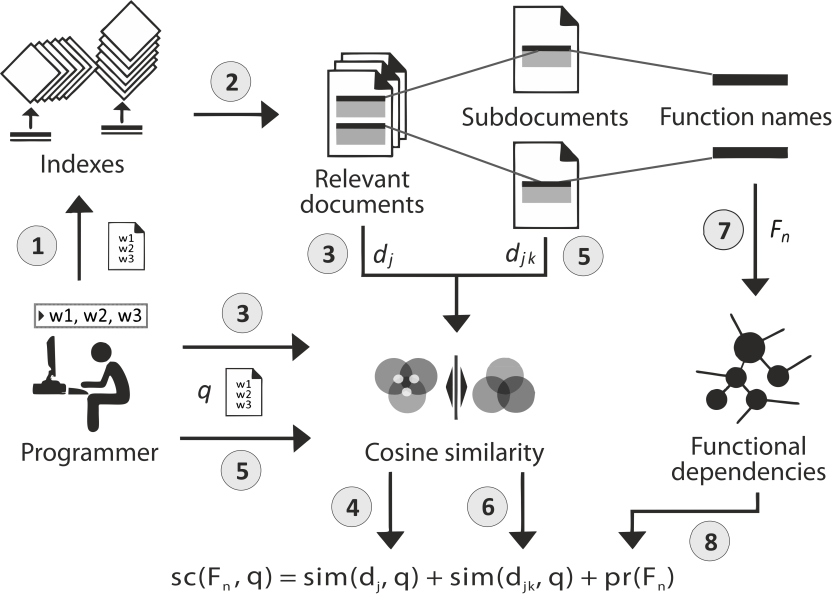 2
Subdocuments
Function names
Indexes
Relevant
documents
1
w1
w2
w3
3
dj
djk
5
7
Fn
w1, w2, w3
3
q
w1
w2
w3
Programmer
5
Cosine similarity
Functional
dependencies
4
6
8
sc(Fn, q) = sim(dj, q) + sim(djk, q) + pr(Fn)